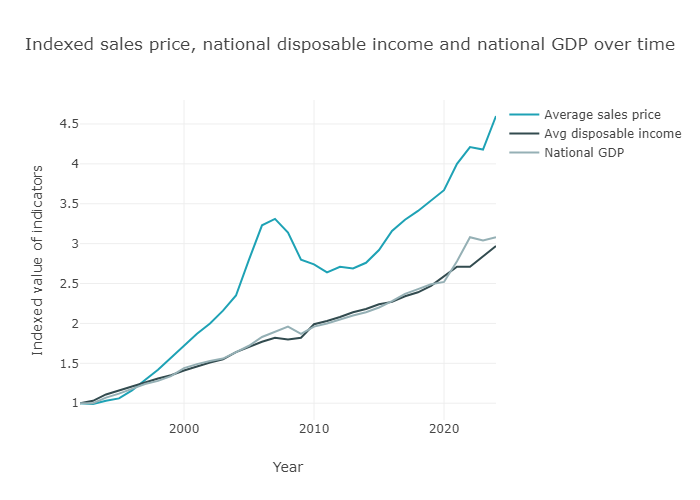 Indexed sales price, national disposable income and national GDP over time
Average sales price
Avg disposable income
National GDP
Indexed value of indicators
4.5
4
3.5
3
2.5
2
1.5
1
2000
2010
2020
Year